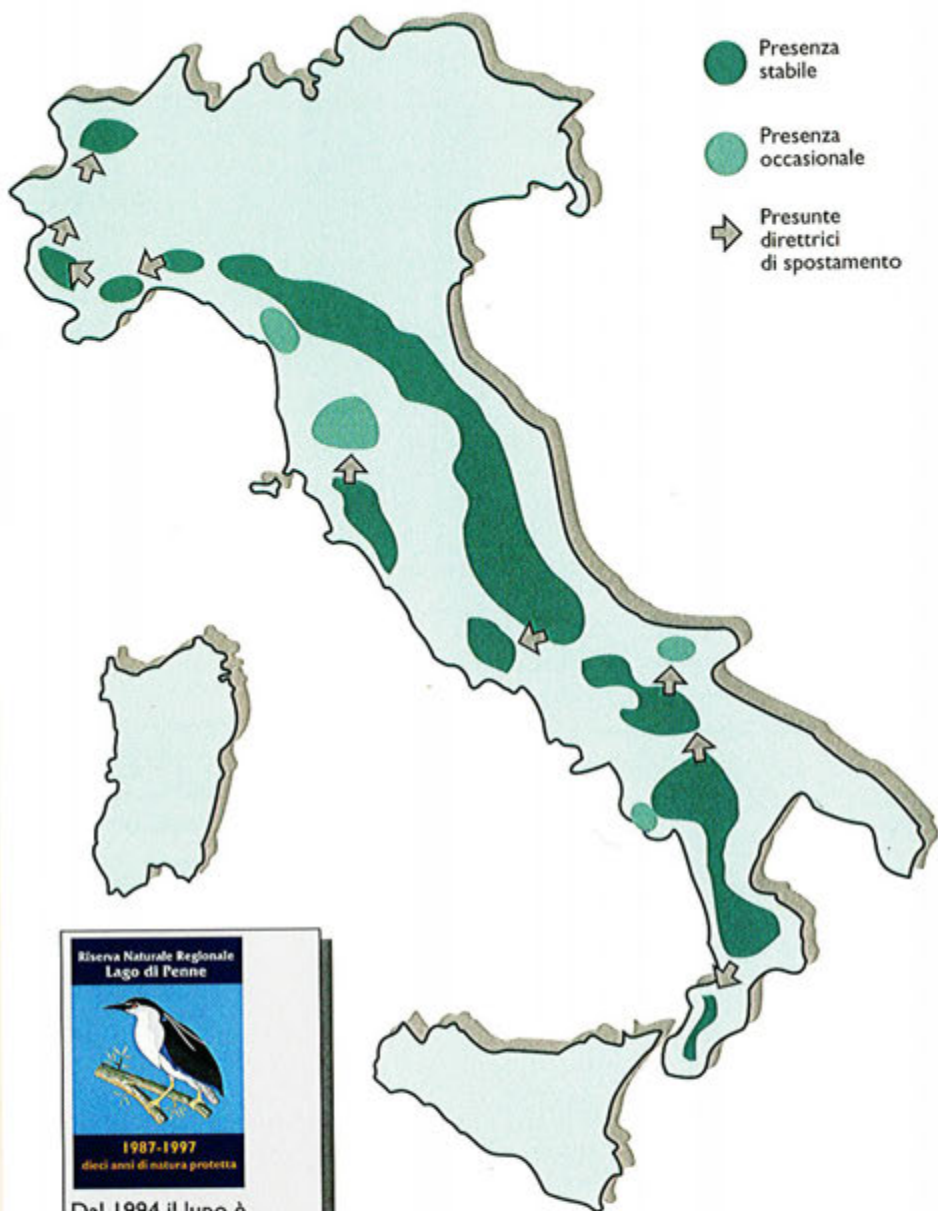 Presenza
stabile
Presenza
occasionale
Presunte
direttrici
di spostamento
Riserva Naturale Regionale
Lago di Penne
1987-1997
dieci anni di natura protetta
Dal 1994 il lupo è